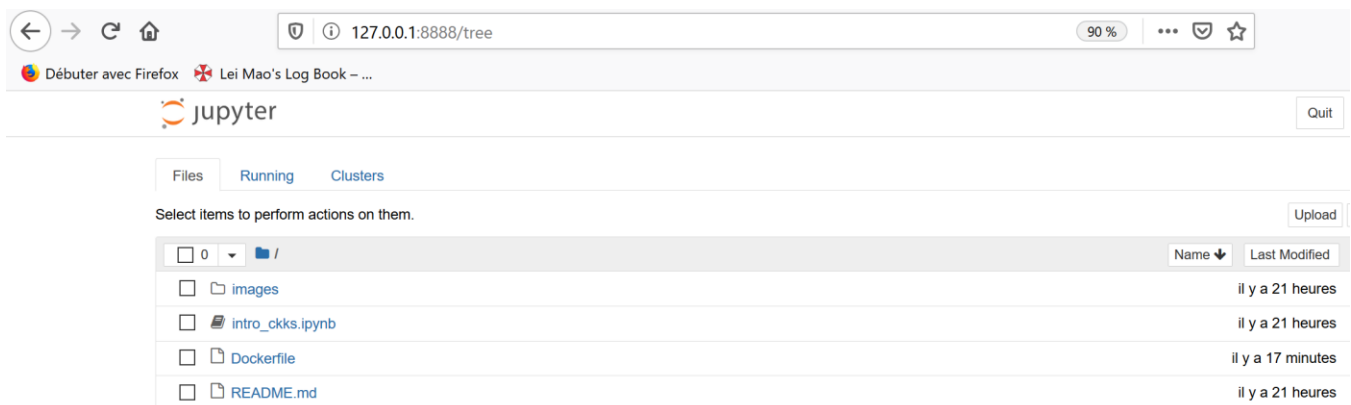 127.0.0.1:8888/tree 90 %
Débuter avec Firefox Lei Mao's Log Book – ...
jupyter Quit
Files Running Clusters
Select items to perform actions on them. Upload
0 / Name Last Modified
images il y a 21 heures
intro_ckks.ipynb il y a 21 heures
Dockerfile il y a 17 minutes
README.md il y a 21 heures